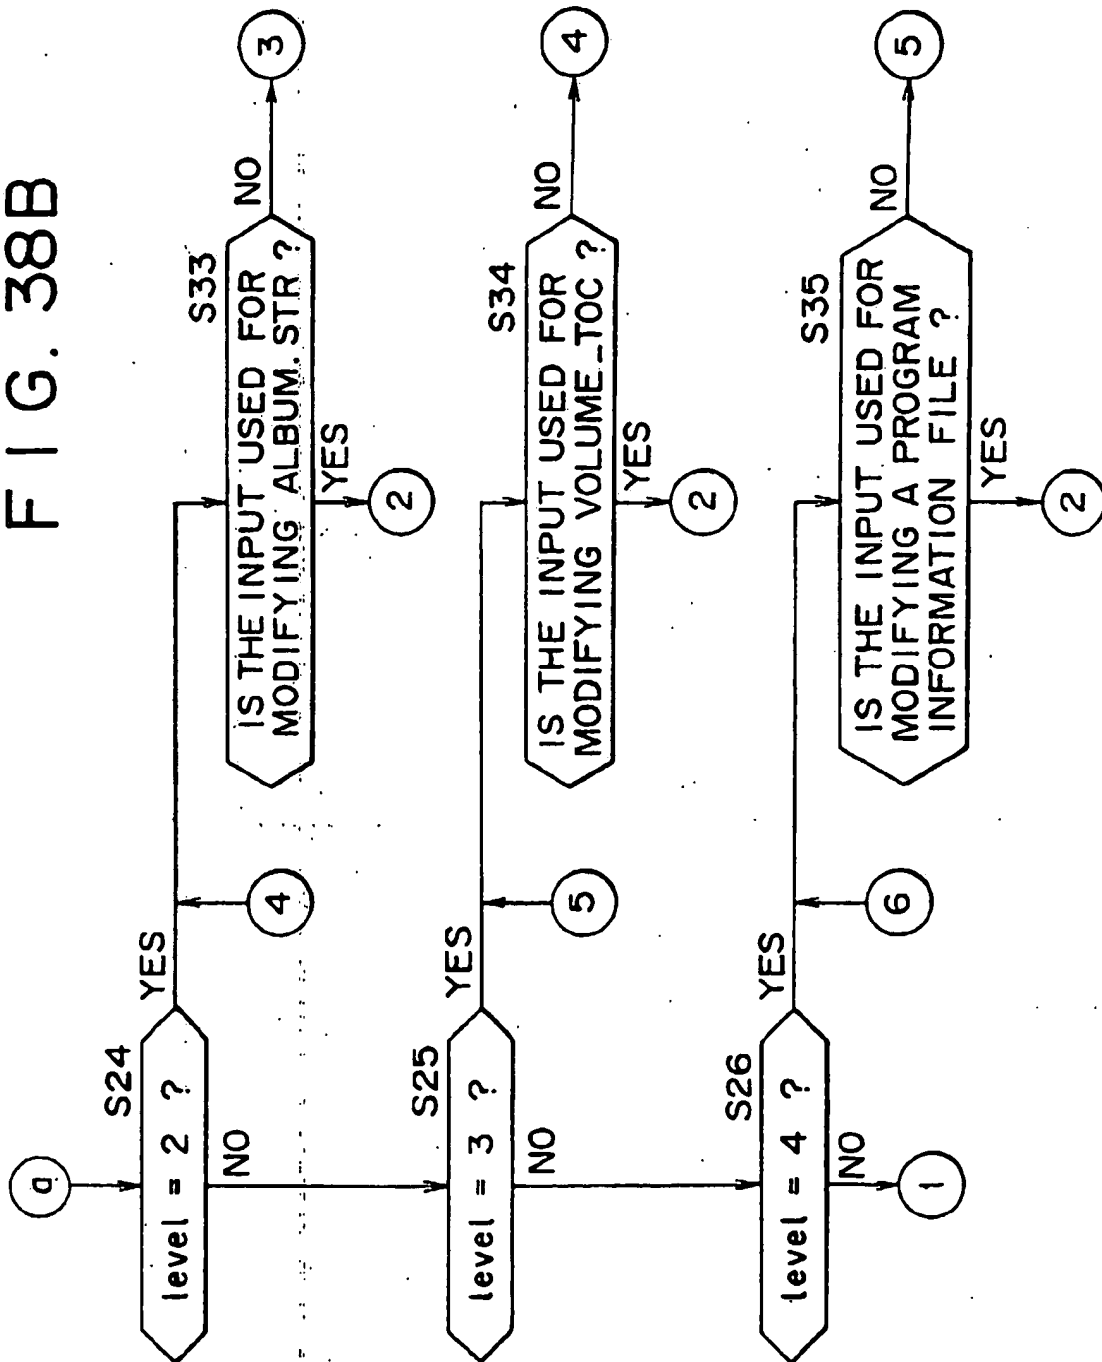 FIG. 38B
a
S24
level = 2 ?
YES
NO
4
S33
IS THE INPUT USED FOR
MODIFYING ALBUM.STR ?
NO
3
YES
2
S25
level = 3 ?
YES
NO
5
S34
IS THE INPUT USED FOR
MODIFYING VOLUME_TOC ?
NO
4
YES
2
S26
level = 4 ?
YES
NO
1
6
S35
IS THE INPUT USED FOR
MODIFYING A PROGRAM
INFORMATION FILE ?
NO
5
YES
2